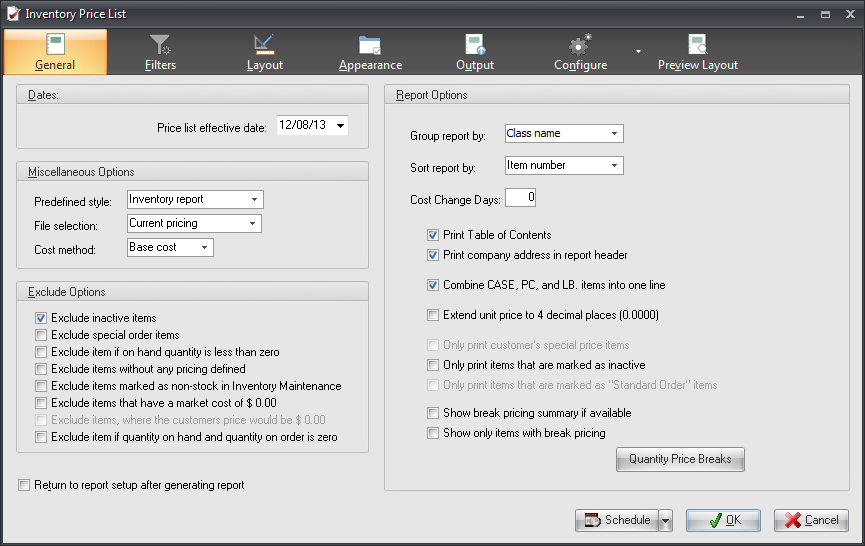 Inventory Price List
General
Filters
Layout
Appearance
Output
Configure
Preview Layout
Dates:
Price list effective date: 12/08/13
Miscellaneous Options
Predefined style: Inventory report
File selection: Current pricing
Cost method: Base cost
Exclude Options
Exclude inactive items
Exclude special order items
Exclude item if on hand quantity is less than zero
Exclude items without any pricing defined
Exclude items marked as non-stock in Inventory Maintenance
Exclude items that have a market cost of $ 0.00
Exclude items, where the customers price would be $ 0.00
Exclude item if quantity on hand and quantity on order is zero
Return to report setup after generating report
Report Options
Group report by: Class name
Sort report by: Item number
Cost Change Days: 0
Print Table of Contents
Print company address in report header
Combine CASE, PC, and LB. items into one line
Extend unit price to 4 decimal places (0.0000)
Only print customer's special price items
Only print items that are marked as inactive
Only print items that are marked as "Standard Order" items
Show break pricing summary if available
Show only items with break pricing
Quantity Price Breaks
Schedule
OK
Cancel